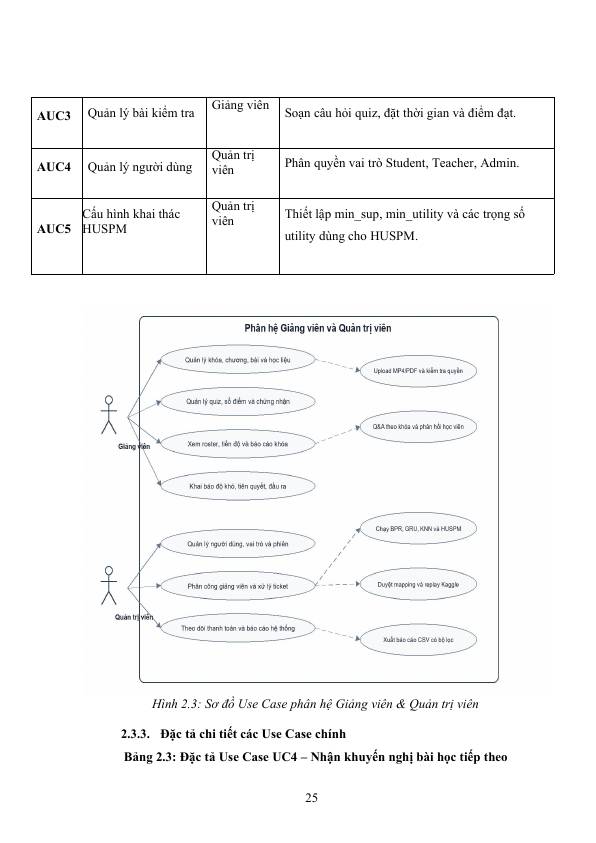 AUC3
Quản lý bài kiểm tra
Giảng viên
Soạn câu hỏi quiz, đặt thời gian và điểm đạt.
AUC4
Quản lý người dùng
Quản trị
viên
Phân quyền vai trò Student, Teacher, Admin.
AUC5
Cấu hình khai thác
HUSPM
Quản trị
viên
Thiết lập min_sup, min_utility và các trọng số
utility dùng cho HUSPM.
Phân hệ Giảng viên và Quản trị viên
Quản lý khóa, chương, bài và học liệu
Upload MP4/PDF và kiểm tra quyền
Quản lý quiz, sổ điểm và chứng nhận
Q&A theo khóa và phản hồi học viên
Giảng viên
Xem roster, tiến độ và báo cáo khóa
Khai báo độ khó, tiên quyết, đầu ra
Chạy BPR, GRU, KNN và HUSPM
Quản lý người dùng, vai trò và phiên
Phân công giảng viên và xử lý ticket
Duyệt mapping và replay Kaggle
Quản trị viên
Theo dõi thanh toán và báo cáo hệ thống
Xuất báo cáo CSV có bộ lọc
Hình 2.3: Sơ đồ Use Case phân hệ Giảng viên & Quản trị viên
2.3.3. Đặc tả chi tiết các Use Case chính
Bảng 2.3: Đặc tả Use Case UC4 – Nhận khuyến nghị bài học tiếp theo
25